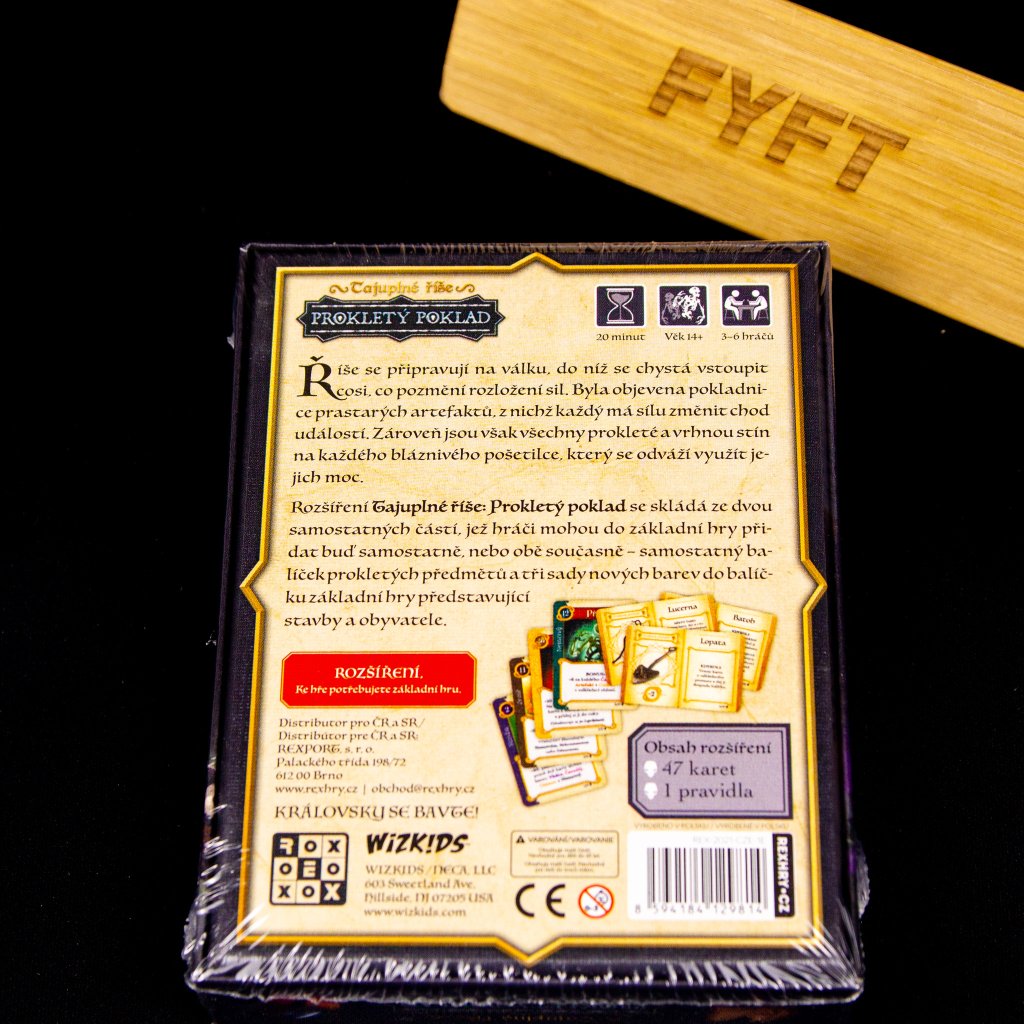 FYFT
Tajuplné říše
PROKLETÝ POKLAD
20 minut
Věk 14+
3–6 hráčů
Říše se připravují na válku, do níž se chystá vstoupit
cosi, co pozmění rozložení sil. Byla objevena pokladni-
ce prastarých artefaktů, z nichž každý má sílu změnit chod
událostí. Zároveň jsou však všechny prokleté a vrhnou stín
na každého bláznivého pošetilce, který se odváží využít je-
jich moc.
Rozšíření Tajuplné říše: Prokletý poklad se skládá ze dvou
samostatných částí, jež hráči mohou do základní hry při-
dat buď samostatně, nebo obě současně – samostatný ba-
líček prokletých předmětů a tři sady nových barev do balíč-
ku základní hry představující
stavby a obyvatele.
Lucerna
Batoh
Lopata
ROZŠÍŘENÍ.
Ke hře potřebujete základní hru.
Distributor pro ČR a SR/
Distribútor pre ČR a SR:
REXPORT, s. r. o.
Palackého třída 198/72
612 00 Brno
www.rexhry.cz | obchod@rexhry.cz
KRÁLOVSKY SE BAVTE!
Obsah rozšíření
47 karet
1 pravidla
WIZKIDS
WIZKIDS/NECA, LLC
603 Sweetland Ave.
Hillside, NJ 07205 USA
www.wizkids.com
VAROVÁNÍ/VAROVANIE
CE
0-3
REXHRY.CZ
8 594184 129814